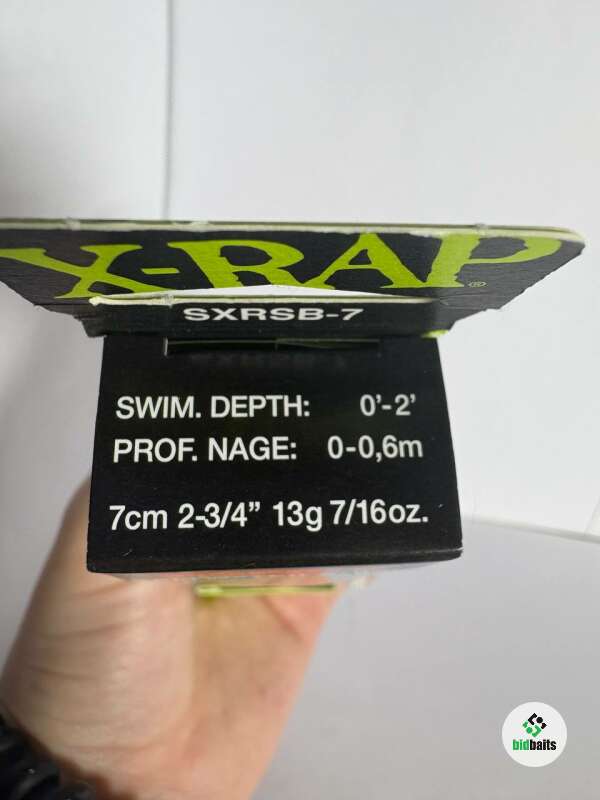 X-RAP®
SXRSB-7
SWIM. DEPTH: 0'-2'
PROF. NAGE: 0-0,6m
7cm 2-3/4" 13g 7/16oz.
bidbaits